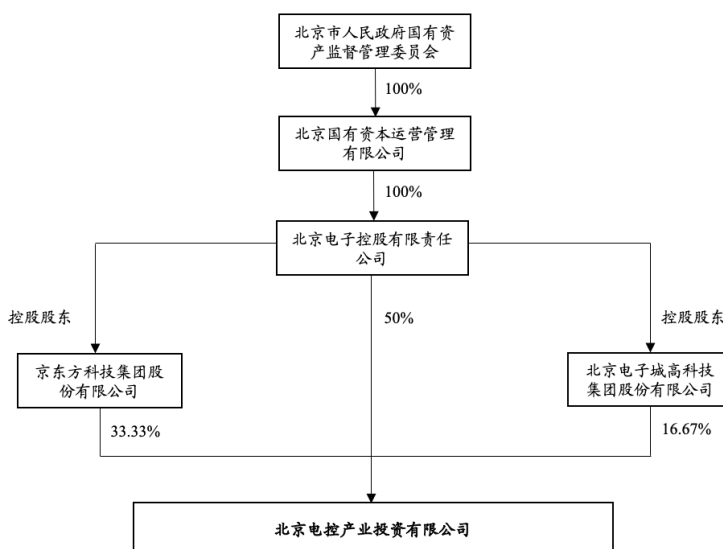 北京市人民政府国有资
产监督管理委员会
100%
北京国有资本运营管理
有限公司
100%
北京电子控股有限责任
公司
控股股东
50%
控股股东
京东方科技集团股
份有限公司
北京电子城高科技
集团股份有限公司
33.33%
16.67%
北京电控产业投资有限公司